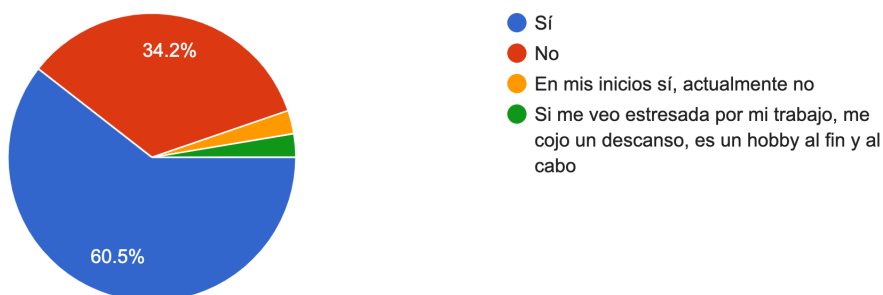 34.2%
60.5%
Sí
No
En mis inicios sí, actualmente no
Si me veo estresada por mi trabajo, me
cojo un descanso, es un hobby al fin y al
cabo